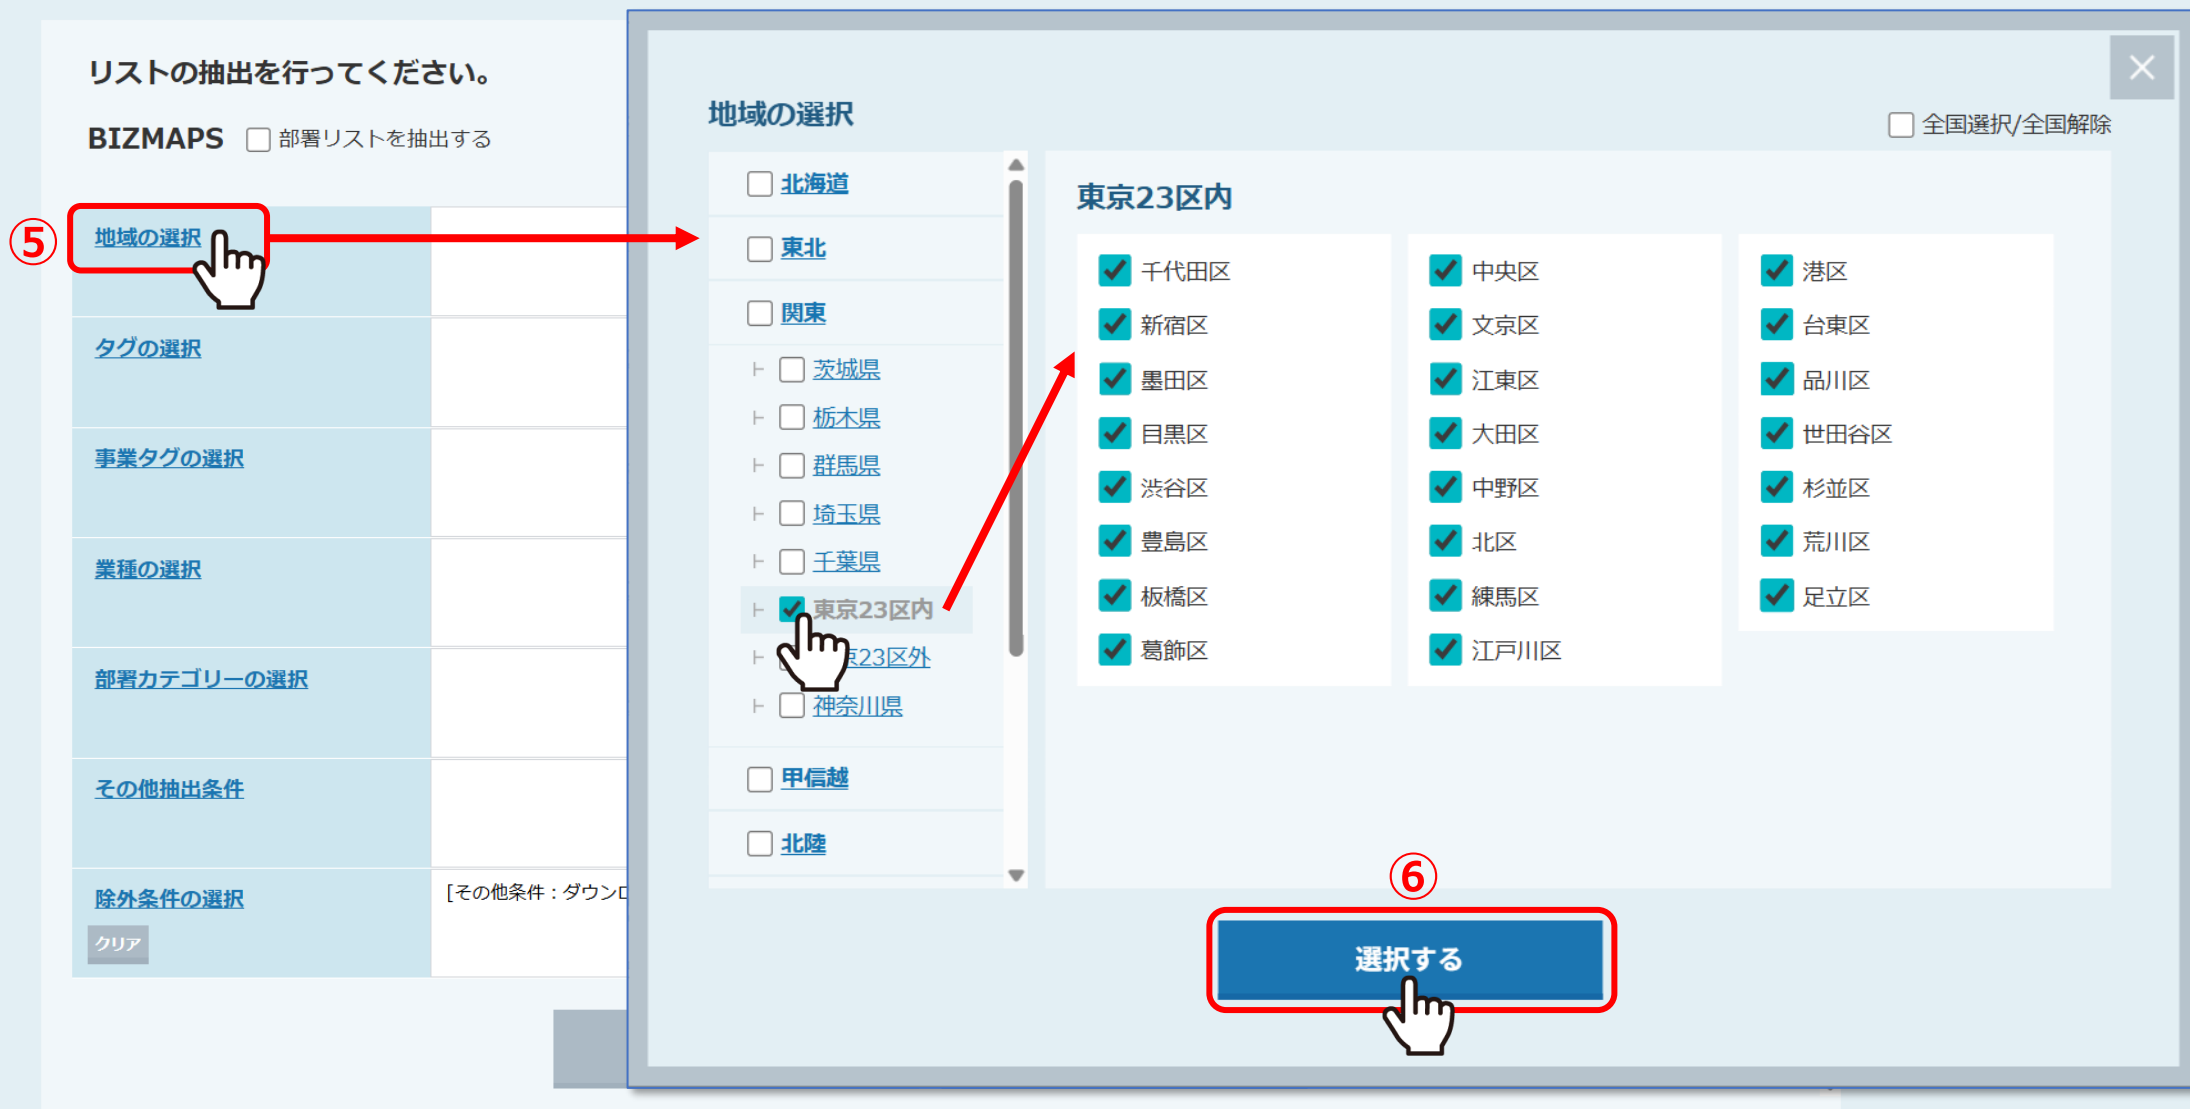 リストの抽出を行ってください。
BIZMAPS 部署リストを抽出する
⑤
地域の選択
タグの選択
事業タグの選択
業種の選択
部署カテゴリーの選択
その他抽出条件
除外条件の選択
クリア
[その他条件：ダウンロ
地域の選択
全国選択/全国解除
北海道
東北
関東
茨城県
栃木県
群馬県
埼玉県
千葉県
東京23区内
京23区外
神奈川県
甲信越
北陸
東京23区内
千代田区 中央区 港区
新宿区 文京区 台東区
墨田区 江東区 品川区
目黒区 大田区 世田谷区
渋谷区 中野区 杉並区
豊島区 北区 荒川区
板橋区 練馬区 足立区
葛飾区 江戸川区
⑥
選択する